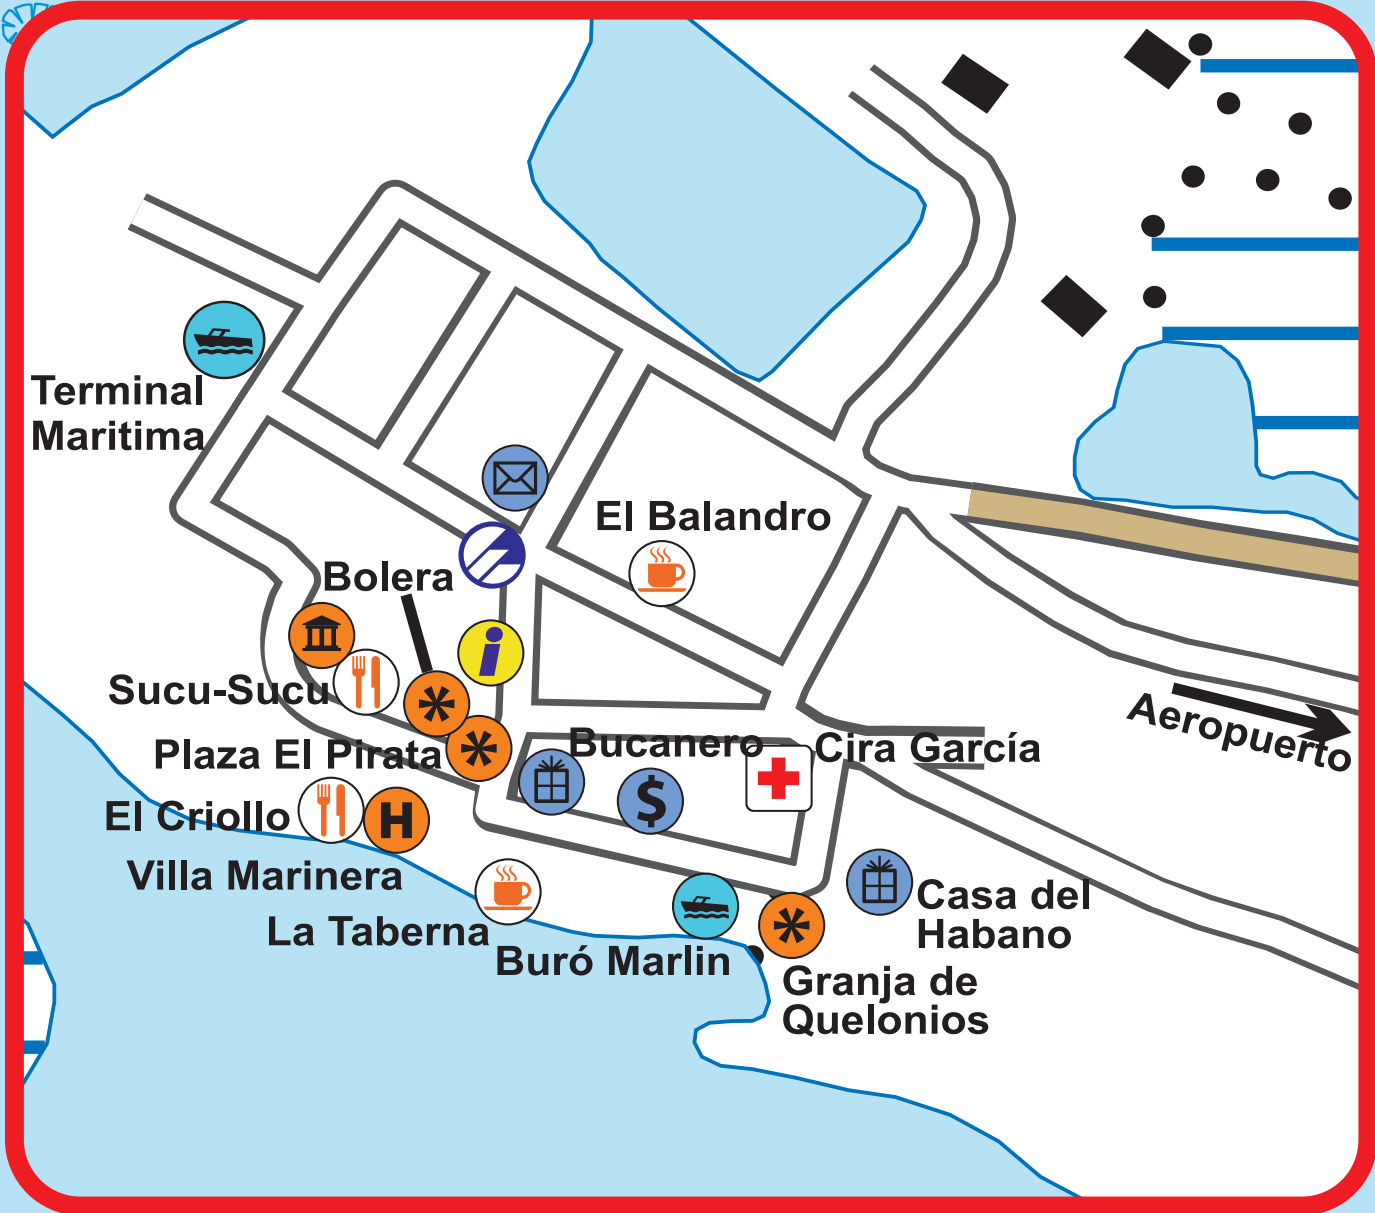 Terminal
Maritima
El Balandro
Bolera
i
Sucu-Sucu
Aeropuerto
Plaza El Pirata
Bucanero
Cira García
$
El Criollo
H
Villa Marinera
La Taberna
Casa del
Habano
Buró Marlin
Granja de
Quelonios